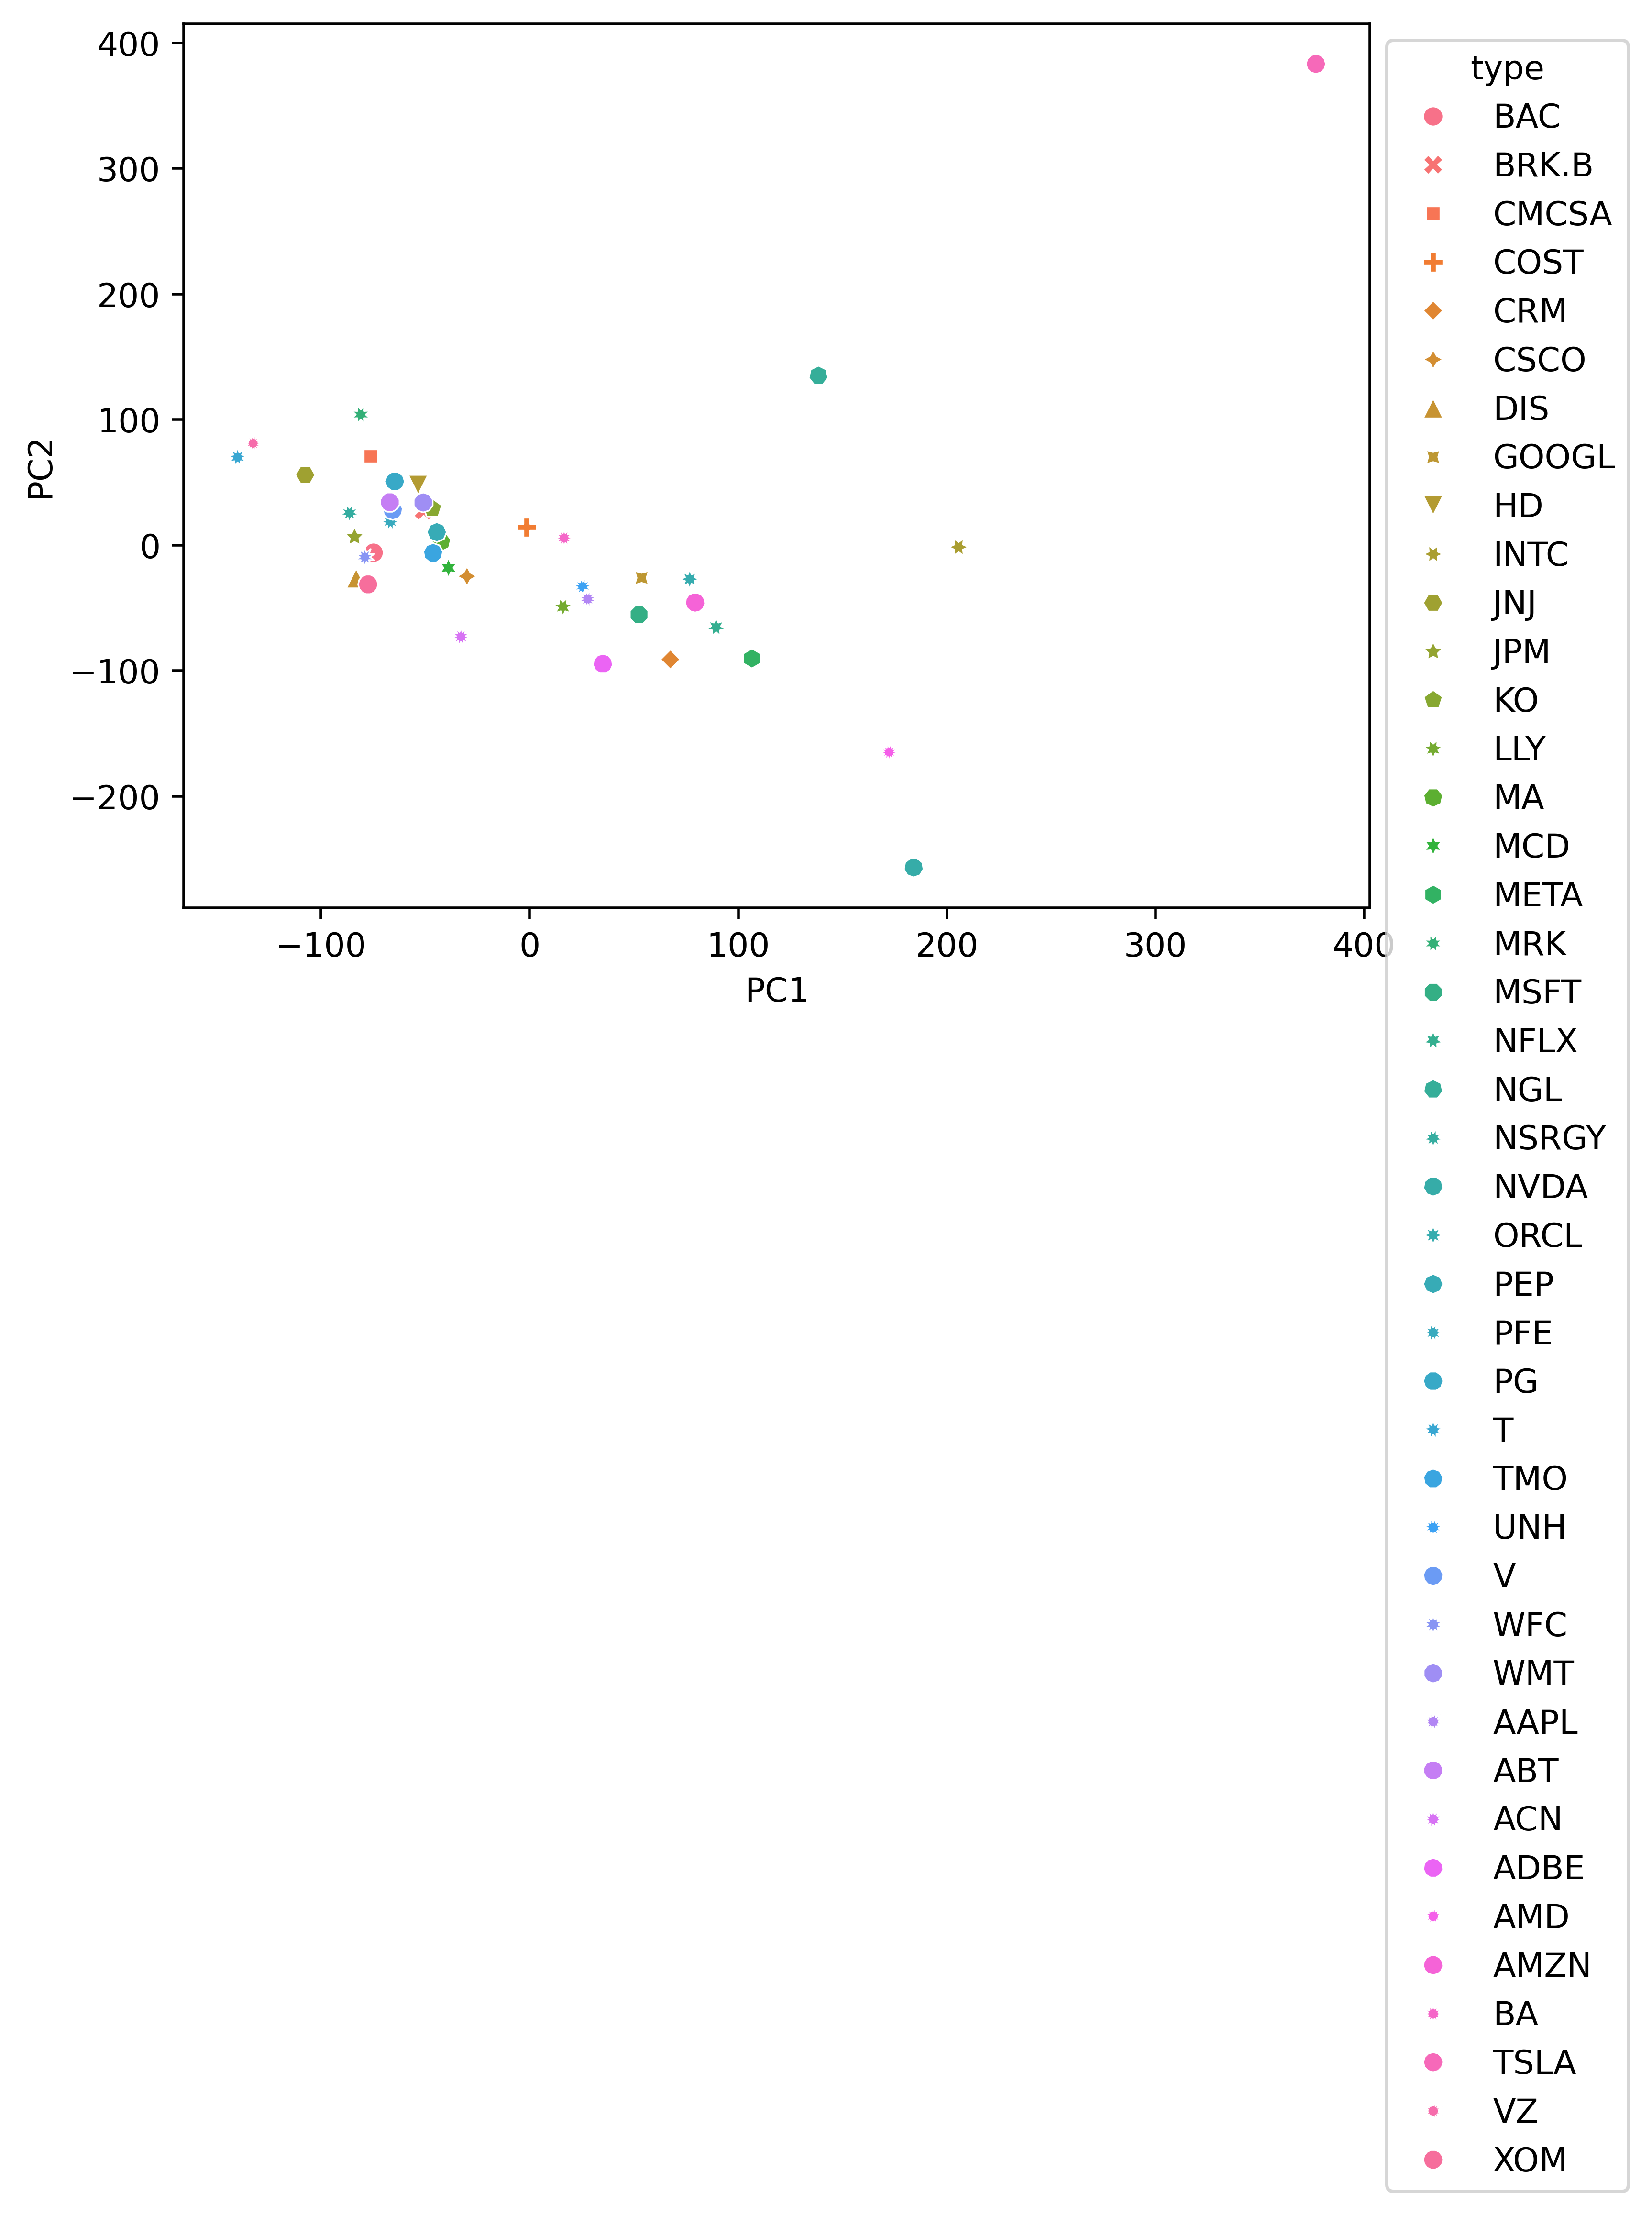 400
300
200
100
0
−100
−200
PC2
−100
0
100
200
300
400
PC1
type
BAC
BRK.B
CMCSA
COST
CRM
CSCO
DIS
GOOGL
HD
INTC
JNJ
JPM
KO
LLY
MA
MCD
META
MRK
MSFT
NFLX
NGL
NSRGY
NVDA
ORCL
PEP
PFE
PG
T
TMO
UNH
V
WFC
WMT
AAPL
ABT
ACN
ADBE
AMD
AMZN
BA
TSLA
VZ
XOM